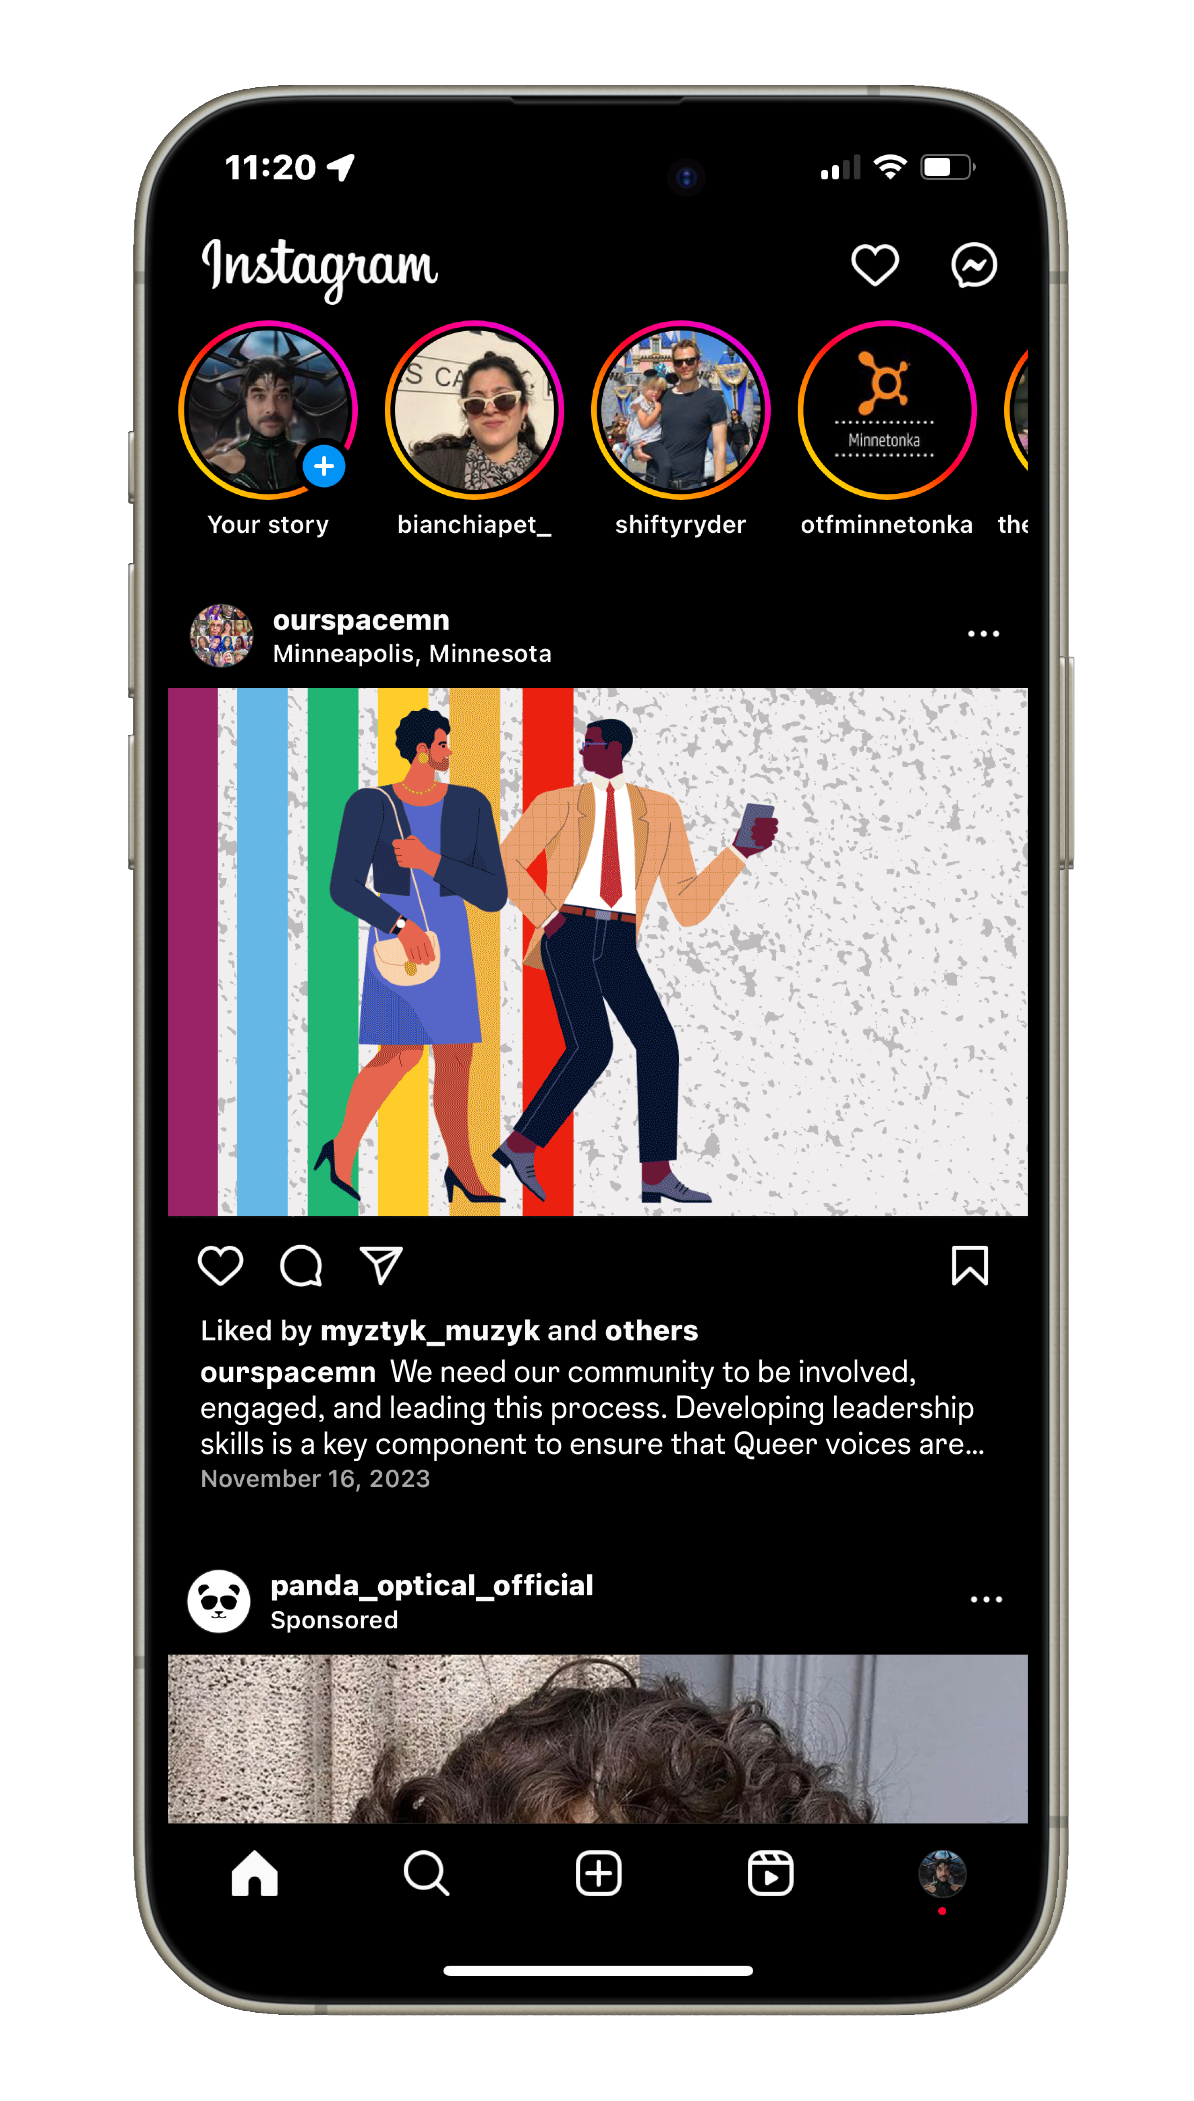 11:20
Instagram
S CA
Minnetonka
Your story
bianchiapet_
shiftyryder
otfminnetonka
the
ourspacemn
Minneapolis, Minnesota
Liked by myztyk_muzyk and others
ourspacemn We need our community to be involved,
engaged, and leading this process. Developing leadership
skills is a key component to ensure that Queer voices are...
November 16, 2023
panda_optical_official
Sponsored